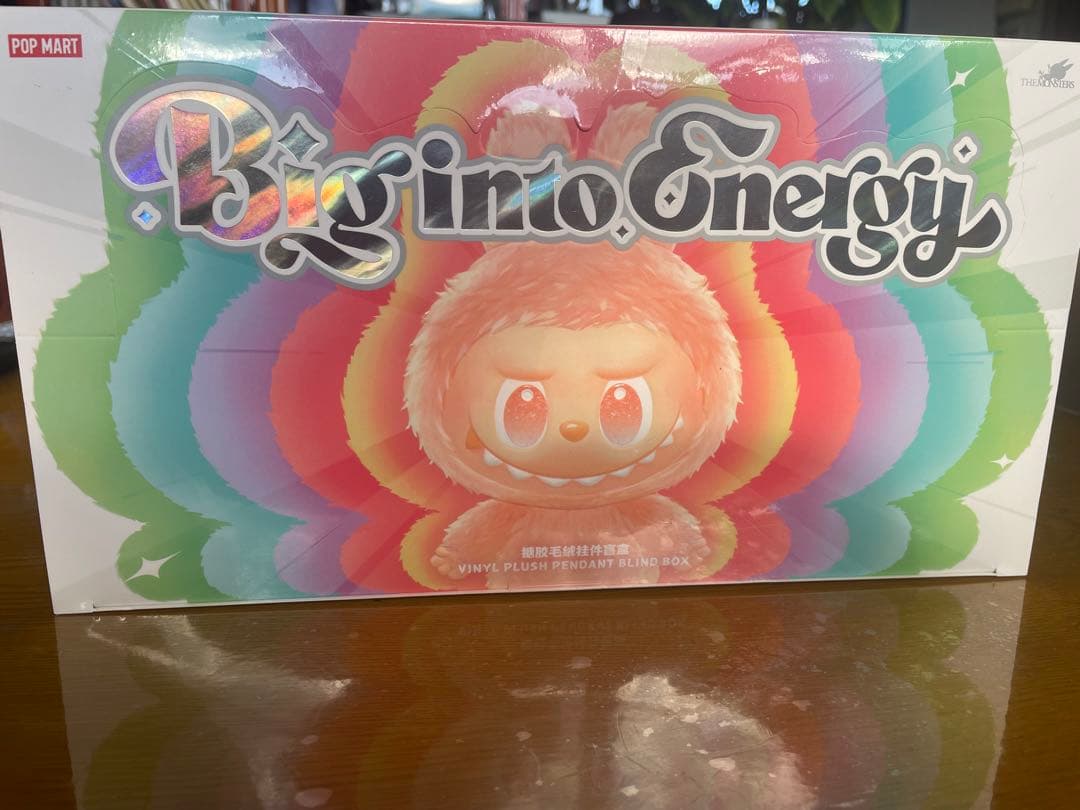 POP MART
THE MONSTERS
Big into Energy
搪胶毛绒挂件盲盒
VINYL PLUSH PENDANT BLIND BOX